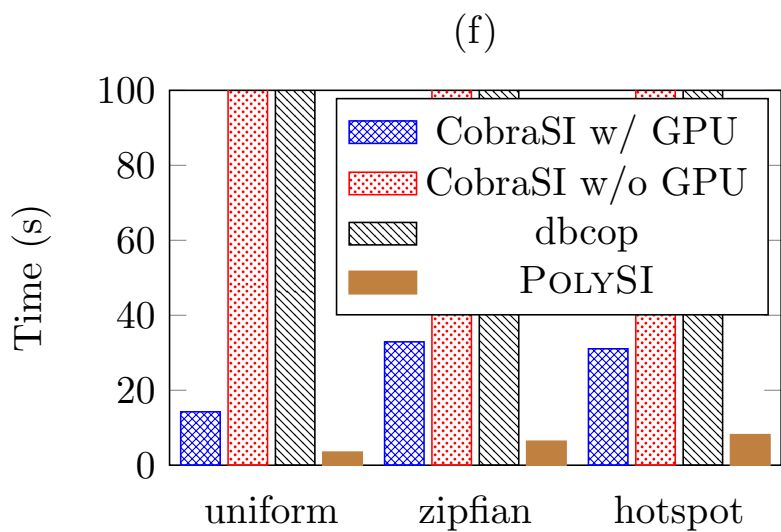 (f)
Time (s)
100
80
60
40
20
0
CobraSI w/ GPU
CobraSI w/o GPU
dbcop
POLYSI
uniform zipfian hotspot